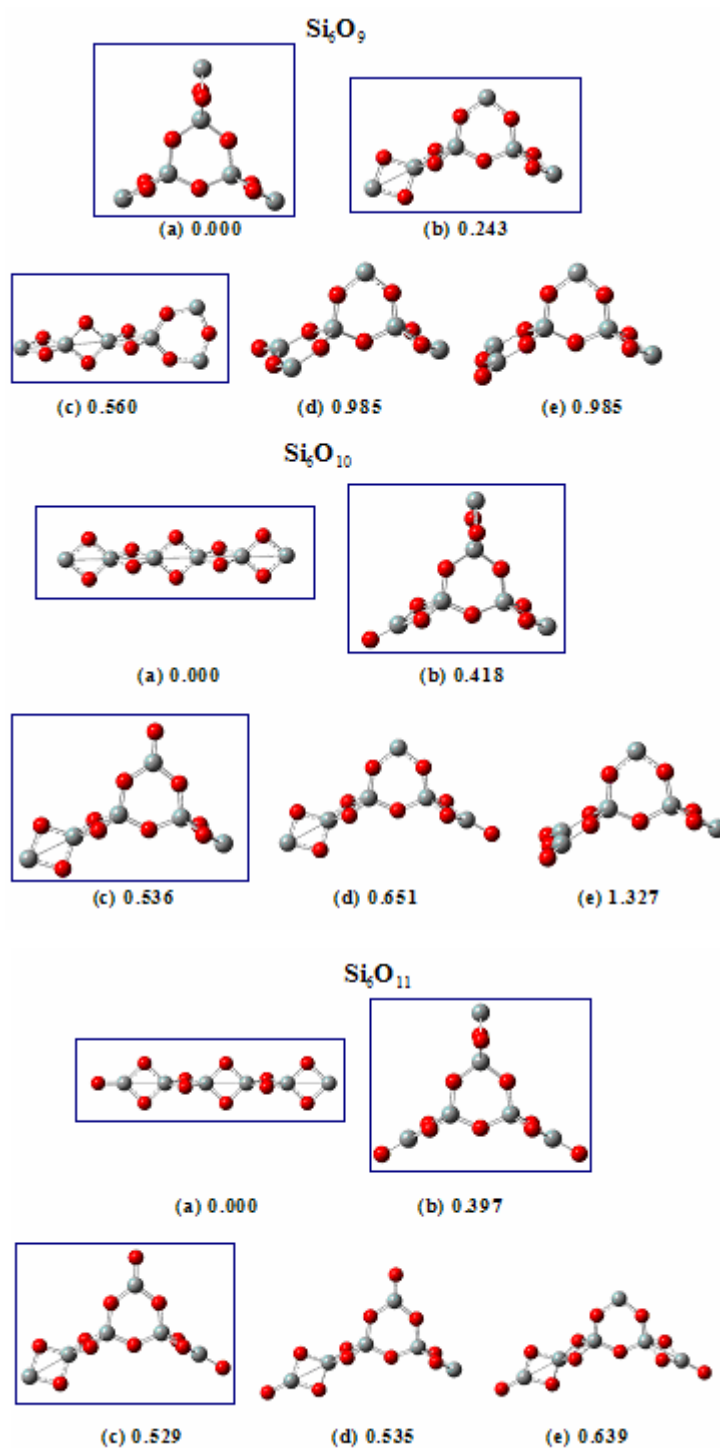 Si₆O₉
(a) 0.000 (b) 0.243
(c) 0.560 (d) 0.985 (e) 0.985
Si₆O₁₀
(a) 0.000 (b) 0.418
(c) 0.536 (d) 0.651 (e) 1.327
Si₆O₁₁
(a) 0.000 (b) 0.397
(c) 0.529 (d) 0.535 (e) 0.639